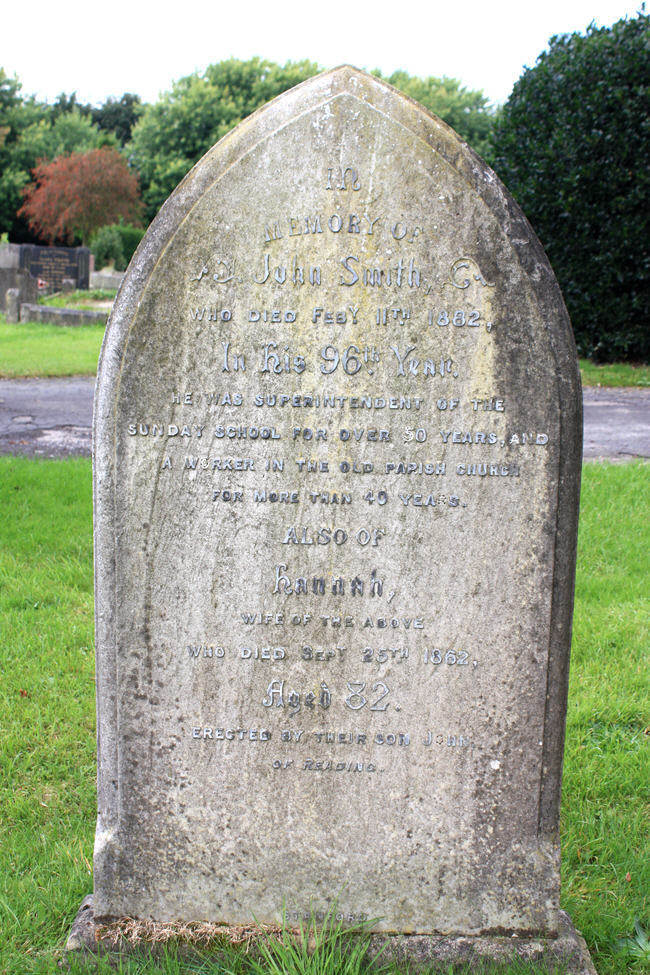 In
MEMORY OF
John Smith,
WHO DIED FEBY 11TH 1882,
In His 96th Year.
HE WAS SUPERINTENDENT OF THE
SUNDAY SCHOOL FOR OVER 50 YEARS, AND
A WORKER IN THE OLD PARISH CHURCH
FOR MORE THAN 40 YEARS.
ALSO OF
Hannah,
WIFE OF THE ABOVE
WHO DIED SEPT 25TH 1862,
Aged 82.
ERECTED BY THEIR SON JOHN
OF READING.